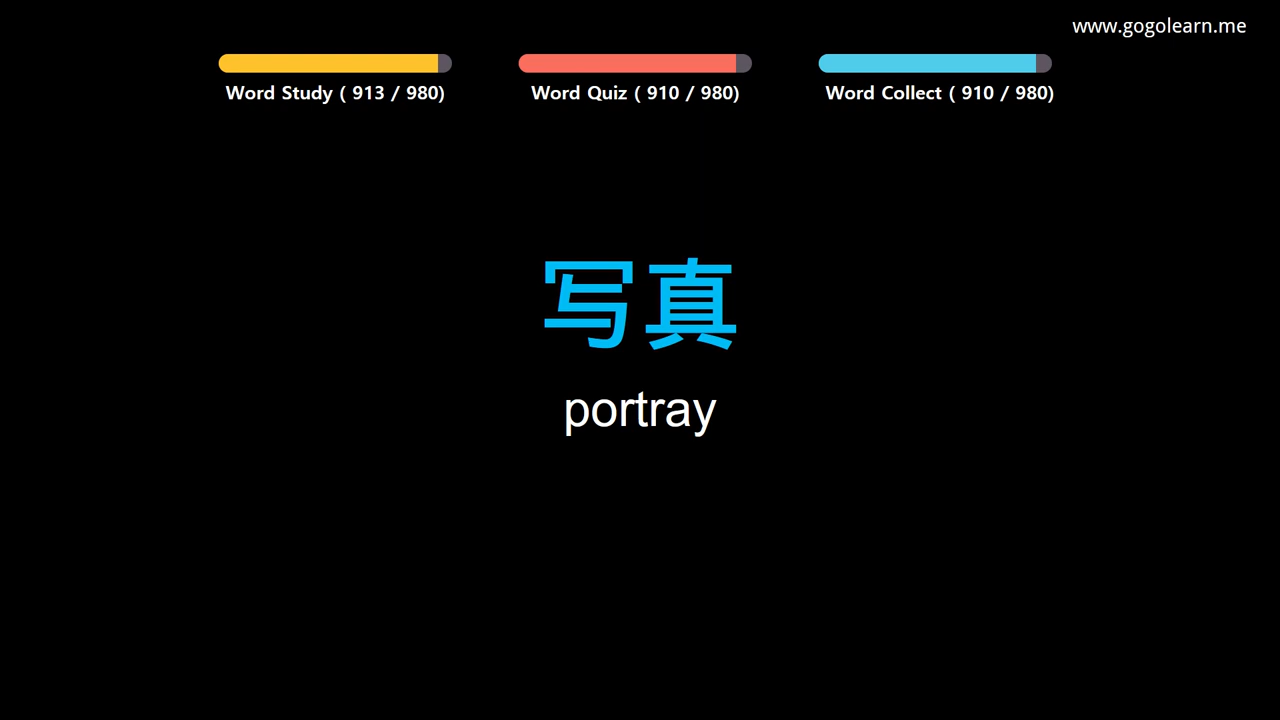 www.gogolearn.me
Word Study ( 913 / 980)
Word Quiz ( 910 / 980)
Word Collect ( 910 / 980)
写真
portray